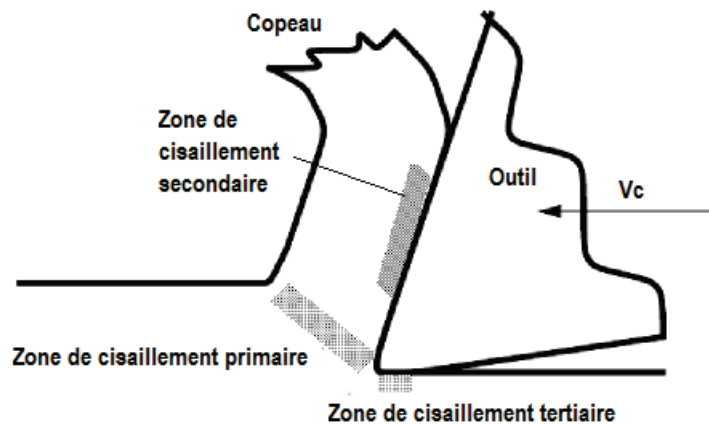 Copeau
Zone de
cisaillement
secondaire
Outil
Vc
Zone de cisaillement primaire
Zone de cisaillement tertiaire